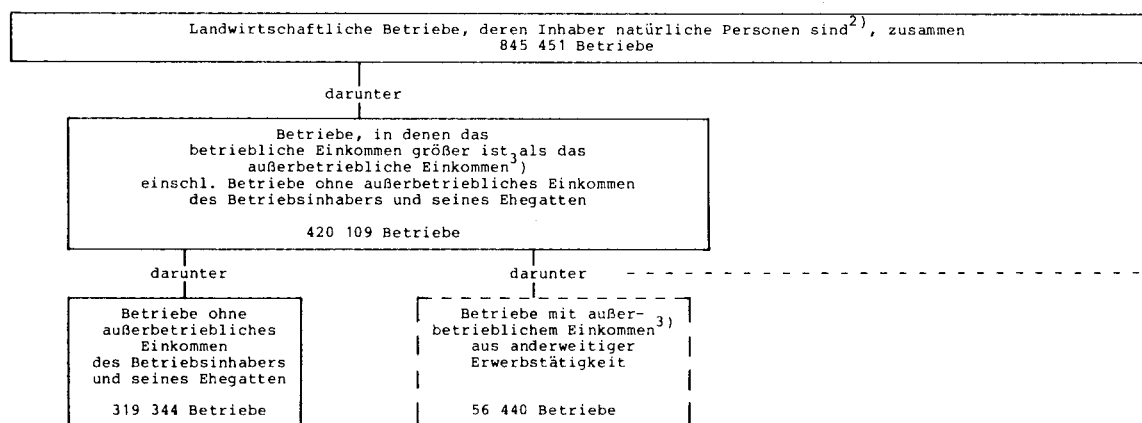 Landwirtschaftliche Betriebe, deren Inhaber natürliche Personen sind2), zusammen
845 451 Betriebe
darunter
Betriebe, in denen das
betriebliche Einkommen größer ist als das
außerbetriebliche Einkommen3)
einschl. Betriebe ohne außerbetriebliches Einkommen
des Betriebsinhabers und seines Ehegatten
420 109 Betriebe
darunter
darunter
Betriebe ohne
außerbetriebliches
Einkommen
des Betriebsinhabers
und seines Ehegatten
319 344 Betriebe
Betriebe mit außer-
betrieblichem Einkommen3)
aus anderweitiger
Erwerbstätigkeit
56 440 Betriebe